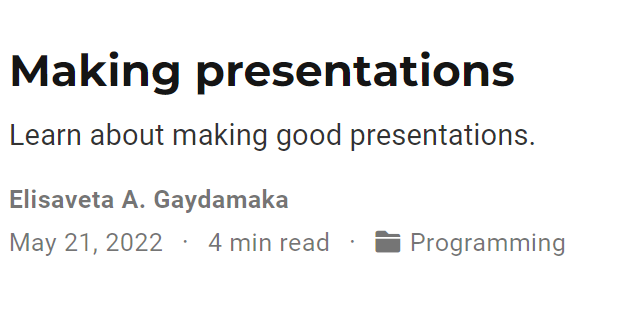 Making presentations
Learn about making good presentations.
Elisaveta A. Gaydamaka
May 21, 2022 · 4 min read · Programming